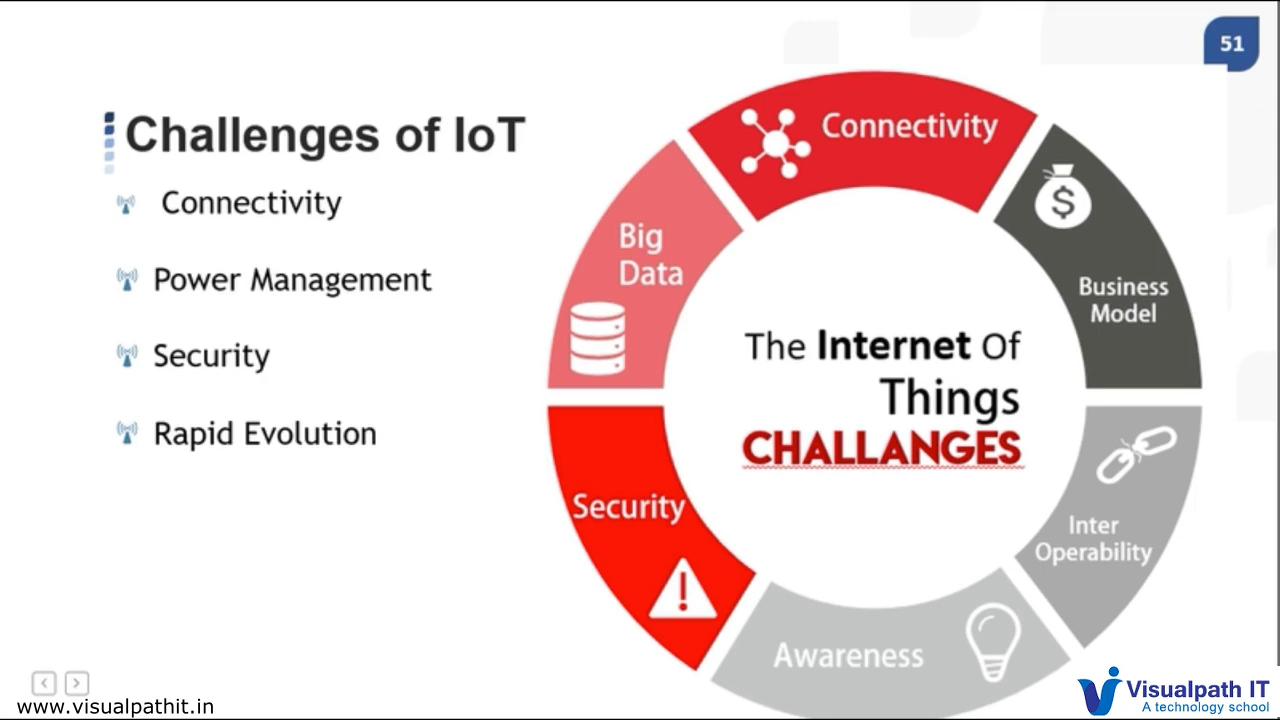 51
Challenges of IoT
Connectivity
Power Management
Security
Rapid Evolution
Connectivity
Business
Model
Inter
Operability
Awareness
Security
Big
Data
The Internet Of
Things
CHALLANGES
www.visualpathit.in
Visualpath IT
A technology school